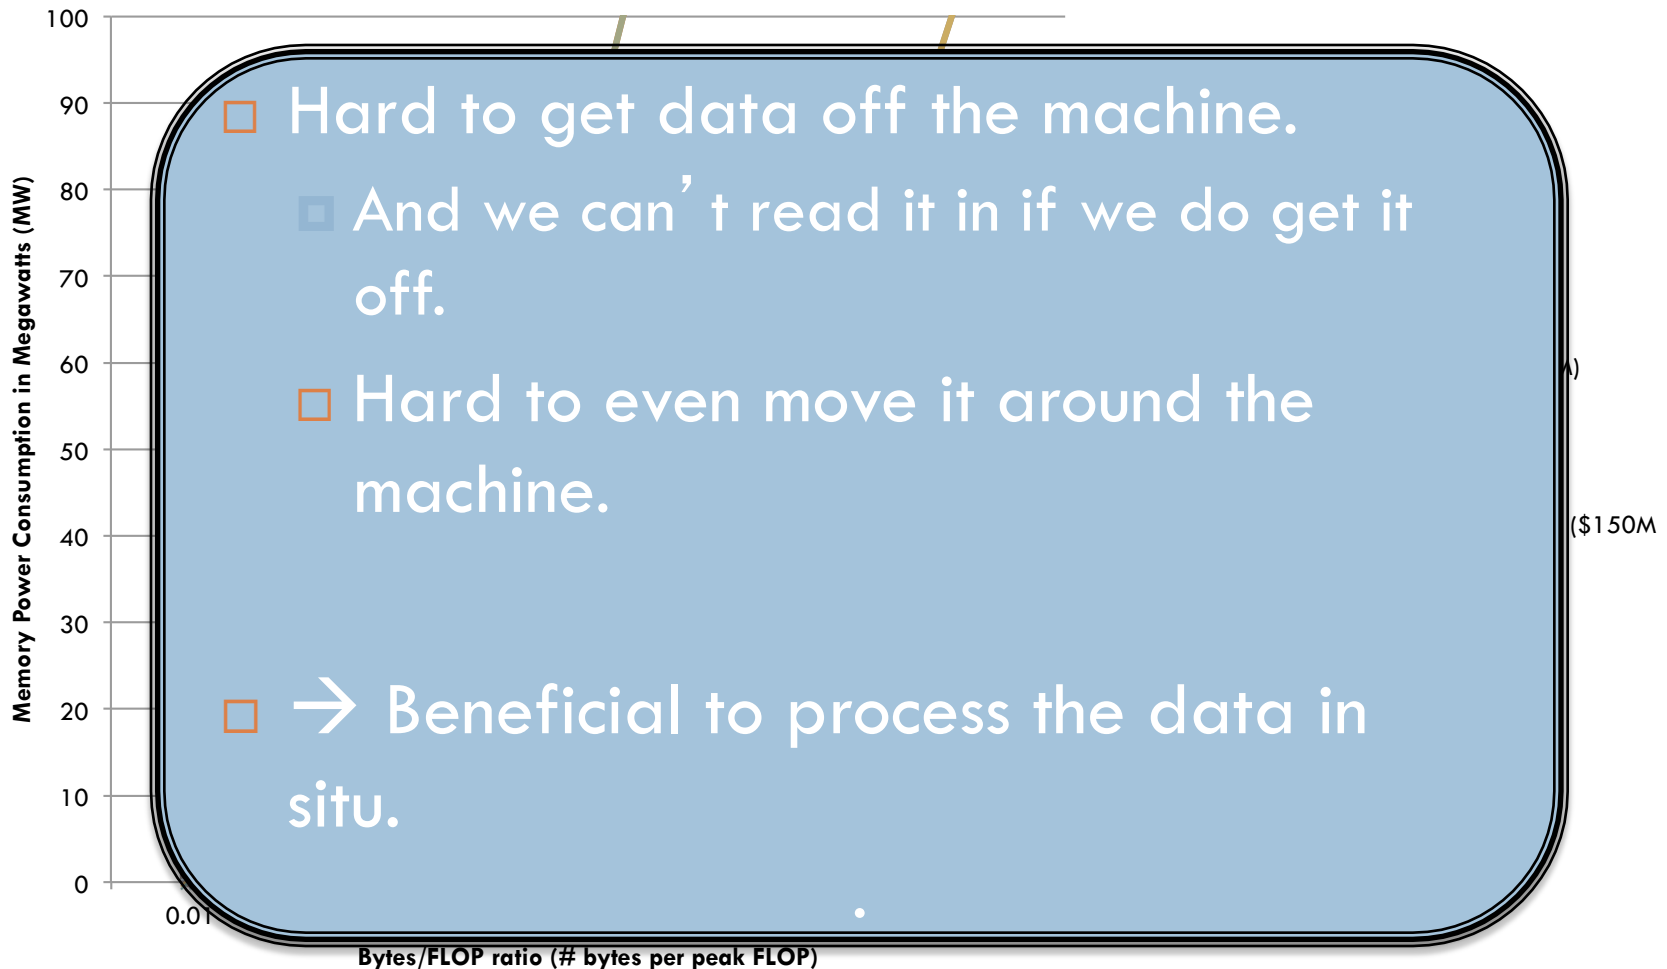 100
90
80
70
60
50
40
30
20
10
0
Memory Power Consumption in Megawatts (MW)
Hard to get data off the machine.
And we can’t read it in if we do get it
off.
Hard to even move it around the
machine.
→ Beneficial to process the data in
situ.
.
($150M
0.01
Bytes/FLOP ratio (# bytes per peak FLOP)